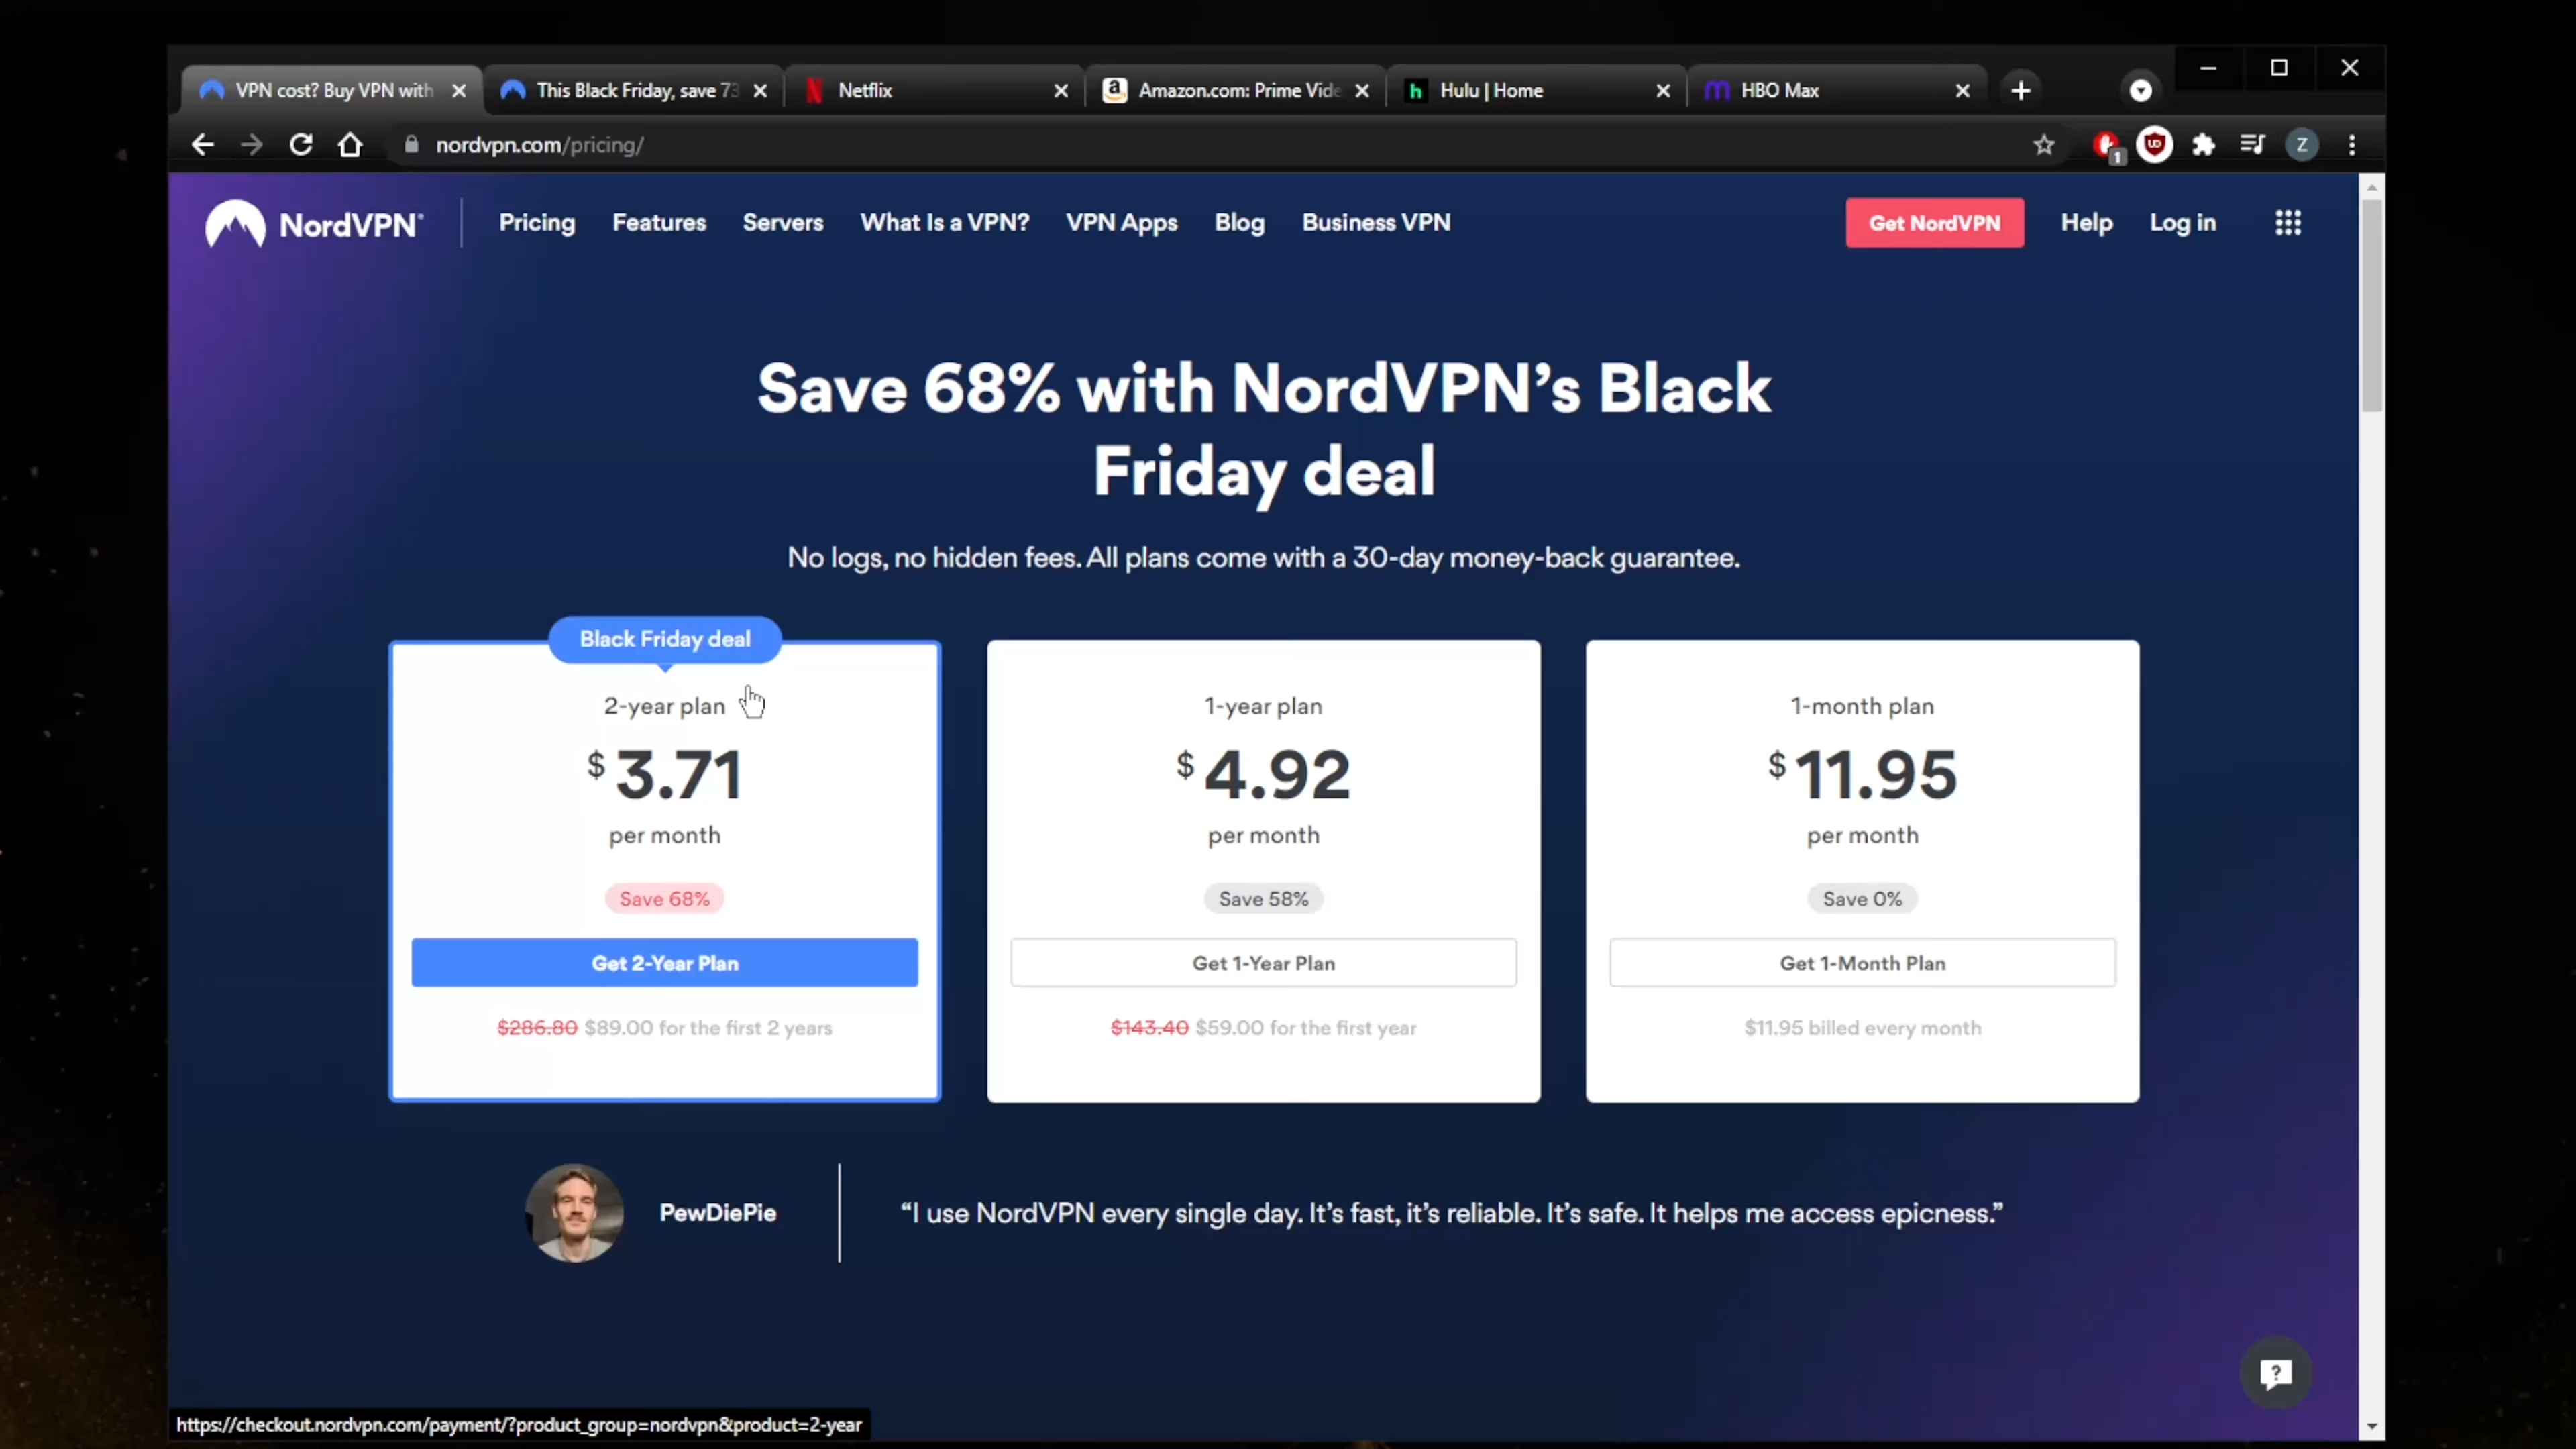 VPN cost? Buy VPN with
This Black Friday, save 73
Netflix
Amazon.com: Prime Vide
Hulu | Home
HBO Max
nordvpn.com/pricing/
1
Z
NordVPN®
Pricing
Features
Servers
What Is a VPN?
VPN Apps
Blog
Business VPN
Get NordVPN
Help
Log in
Save 68% with NordVPN’s Black
Friday deal
No logs, no hidden fees. All plans come with a 30-day money-back guarantee.
Black Friday deal
2-year plan
$3.71
per month
Save 68%
Get 2-Year Plan
$286.80 $89.00 for the first 2 years
1-year plan
$4.92
per month
Save 58%
Get 1-Year Plan
$143.40 $59.00 for the first year
1-month plan
$11.95
per month
Save 0%
Get 1-Month Plan
$11.95 billed every month
PewDiePie
“I use NordVPN every single day. It’s fast, it’s reliable. It’s safe. It helps me access epicness.”
https://checkout.nordvpn.com/payment/?product_group=nordvpn&product=2-year